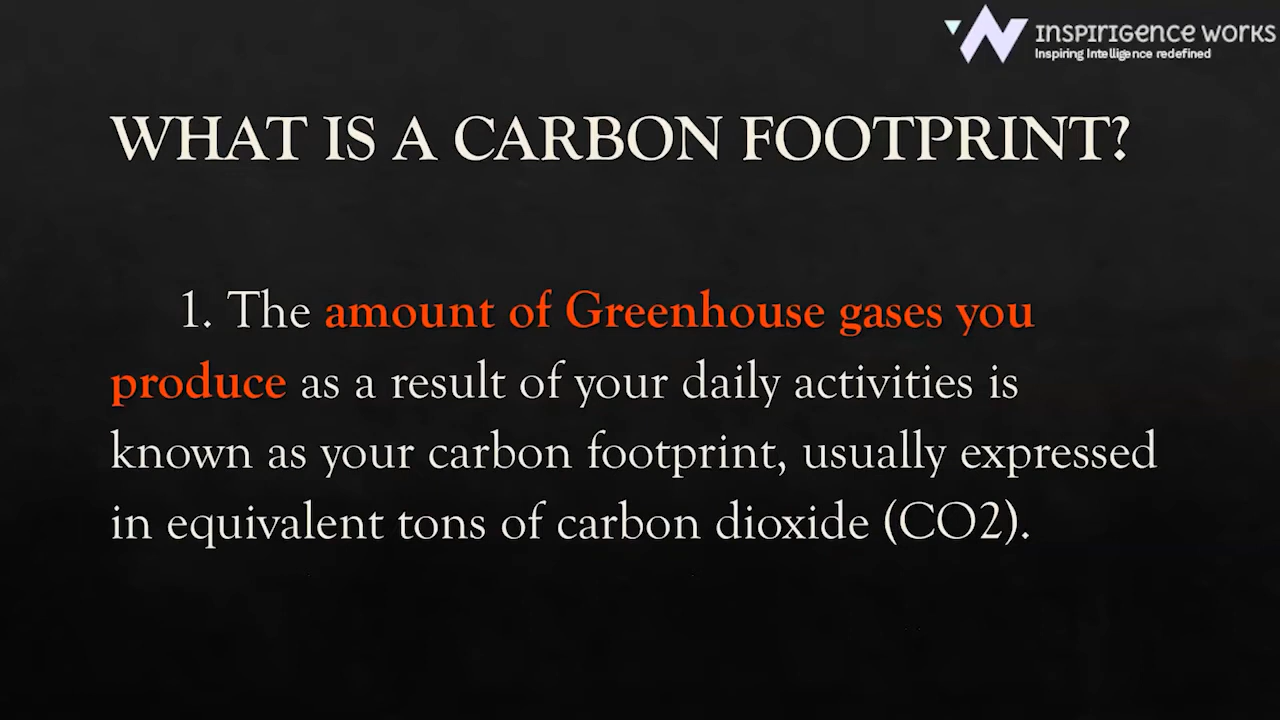 INSPIRIGENCE WORKS
Inspiring Intelligence redefined
WHAT IS A CARBON FOOTPRINT?
1. The amount of Greenhouse gases you
produce as a result of your daily activities is
known as your carbon footprint, usually expressed
in equivalent tons of carbon dioxide (CO2).